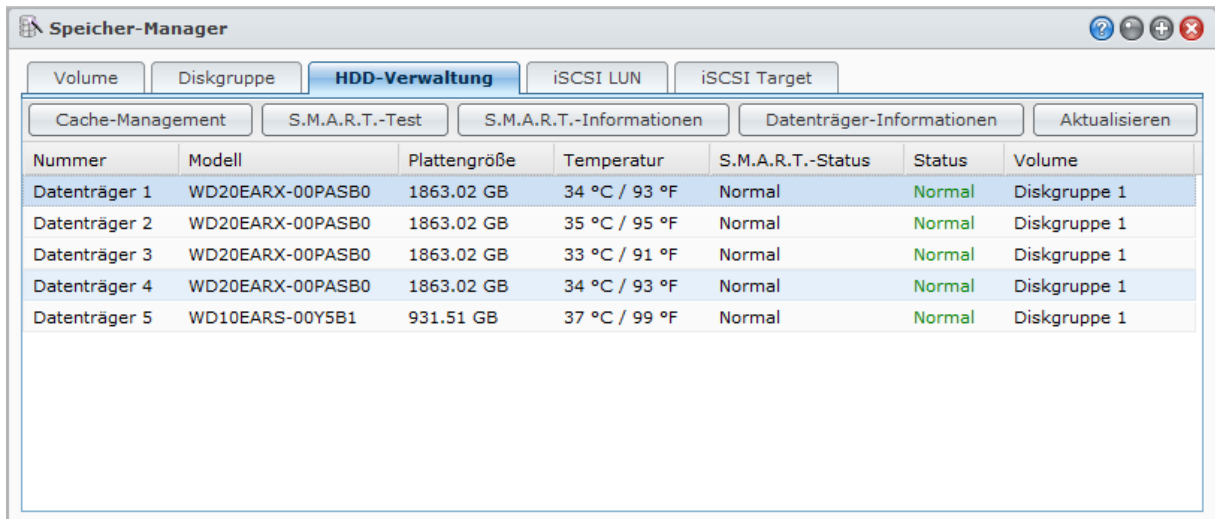 Speicher-Manager
Volume Diskgruppe HDD-Verwaltung iSCSI LUN iSCSI Target
Cache-Management S.M.A.R.T.-Test S.M.A.R.T.-Informationen Datenträger-Informationen Aktualisieren
Nummer Modell Plattengröße Temperatur S.M.A.R.T.-Status Status Volume
Datenträger 1 WD20EARX-00PASB0 1863.02 GB 34 °C / 93 °F Normal Normal Diskgruppe 1
Datenträger 2 WD20EARX-00PASB0 1863.02 GB 35 °C / 95 °F Normal Normal Diskgruppe 1
Datenträger 3 WD20EARX-00PASB0 1863.02 GB 33 °C / 91 °F Normal Normal Diskgruppe 1
Datenträger 4 WD20EARX-00PASB0 1863.02 GB 34 °C / 93 °F Normal Normal Diskgruppe 1
Datenträger 5 WD10EARS-00Y5B1 931.51 GB 37 °C / 99 °F Normal Normal Diskgruppe 1